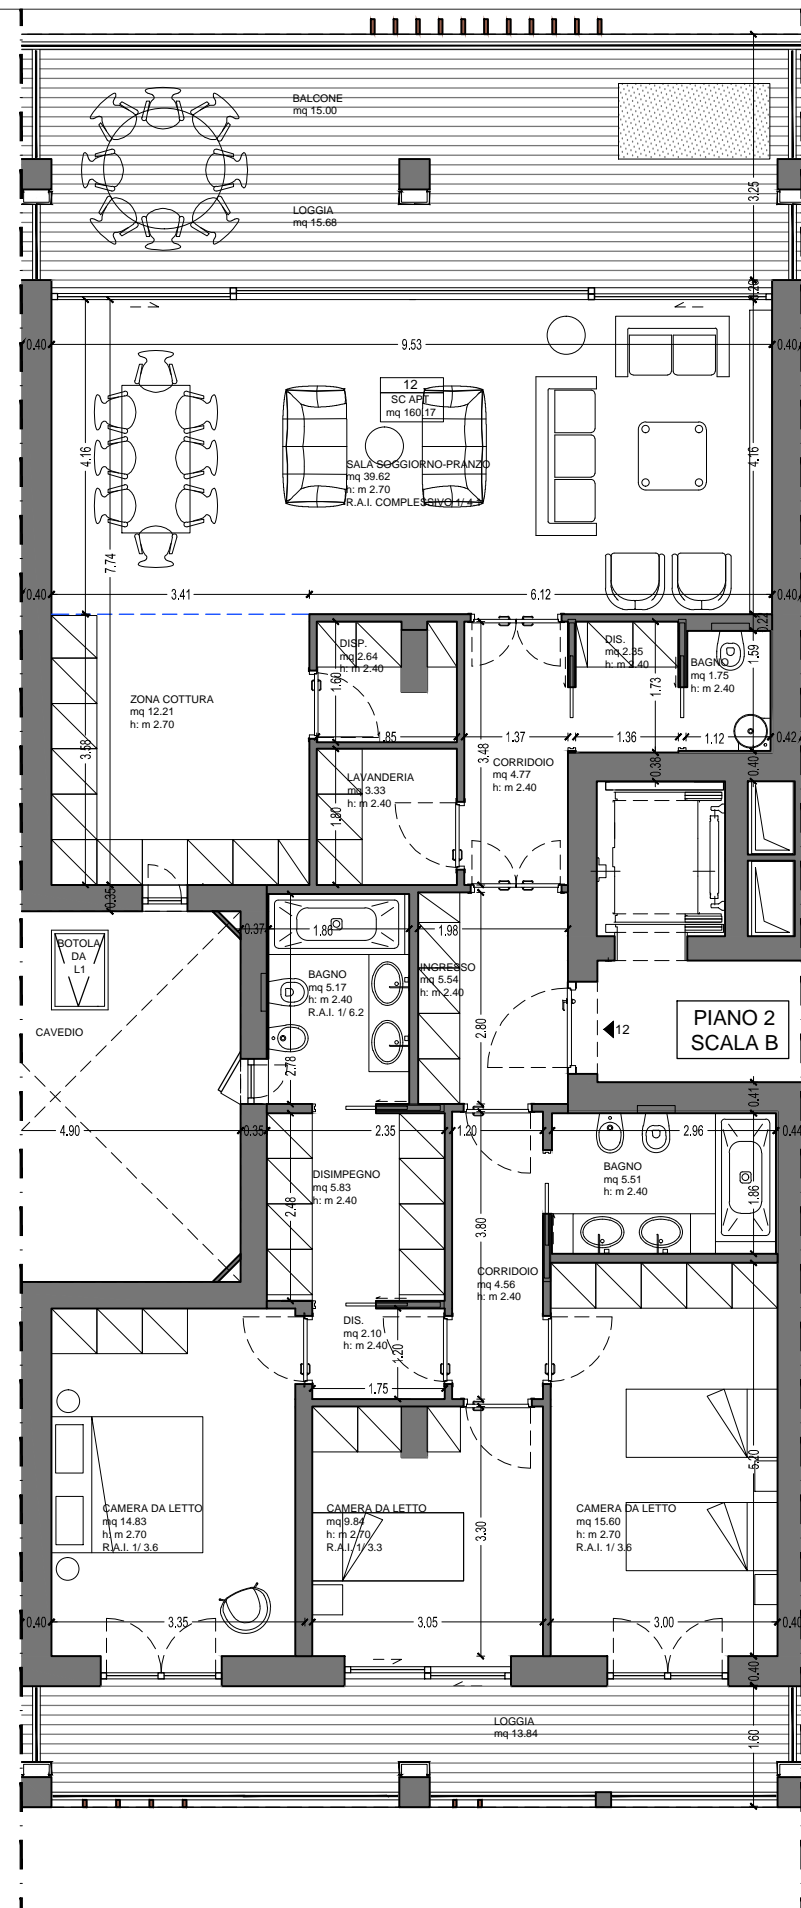 BALCONE
mq 15.00
3.25
LOGGIA
mq 15.68
0.40
9.53
0.40
12
SC APT
mq 160.17
4.16
7.74
SALA SOGGIORNO-PRANZO
mq 39.62
h: m 2.70
R.A.I. COMPLESSIVO 1/ 4
4.16
0.40
3.41
6.12
0.40
0.22
DISP.
mq 2.64
h: m 2.40
1.60
1.85
DIS.
mq 2.35
h: m 2.40
1.73
BAGNO
mq 1.75
h: m 2.40
1.59
ZONA COTTURA
mq 12.21
h: m 2.70
3.58
3.48
1.37
1.36
1.12
0.42
CORRIDOIO
mq 4.77
h: m 2.40
0.38
0.40
LAVANDERIA
mq 3.33
h: m 2.40
1.80
0.35
0.37
1.86
1.98
BOTOLA
DA
L1
CAVEDIO
BAGNO
mq 5.17
h: m 2.40
R.A.I. 1/ 6.2
2.78
INGRESSO
mq 5.54
h: m 2.40
2.80
12
PIANO 2
SCALA B
0.41
4.90
0.35
2.35
1.20
2.96
0.44
DISIMPEGNO
mq 5.83
h: m 2.40
2.48
3.80
BAGNO
mq 5.51
h: m 2.40
1.86
CORRIDOIO
mq 4.56
h: m 2.40
DIS.
mq 2.10
h: m 2.40
1.20
1.75
CAMERA DA LETTO
mq 14.83
h: m 2.70
R.A.I. 1/ 3.6
CAMERA DA LETTO
mq 9.84
h: m 2.70
R.A.I. 1/ 3.3
3.30
CAMERA DA LETTO
mq 15.60
h: m 2.70
R.A.I. 1/ 3.6
5.20
0.40
3.35
3.05
3.00
0.40
0.40
LOGGIA
mq 13.84
1.60